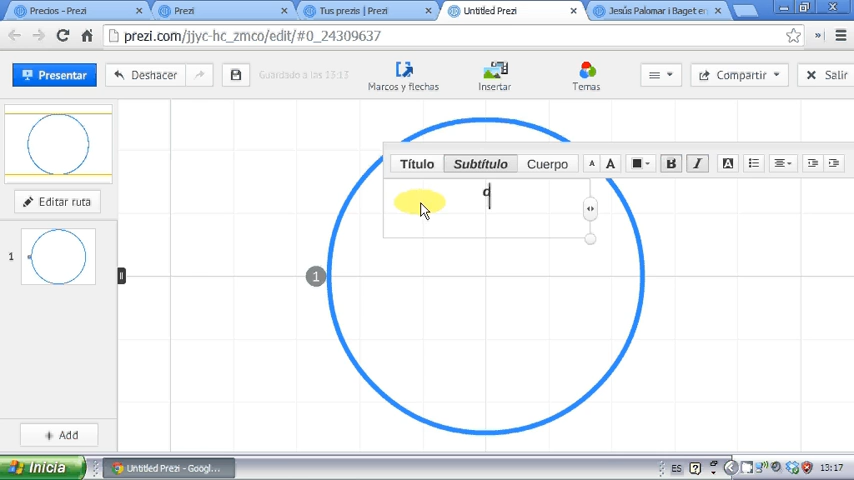 Precios - Prezi
Prezi
Tus prezis | Prezi
Untitled Prezi
Jesús Palomar i Baget en
prezi.com/jjyc-hc_zmco/edit/#0_24309637
Presentar
Deshacer
Guardado a las 13:13
Marcos y flechas
Insertar
Temas
Compartir
Salir
Título
Subtítulo
Cuerpo
A
A
B
I
A
d
Editar ruta
1
1
+ Add
Inicio
Untitled Prezi - Googl...
ES
13:17